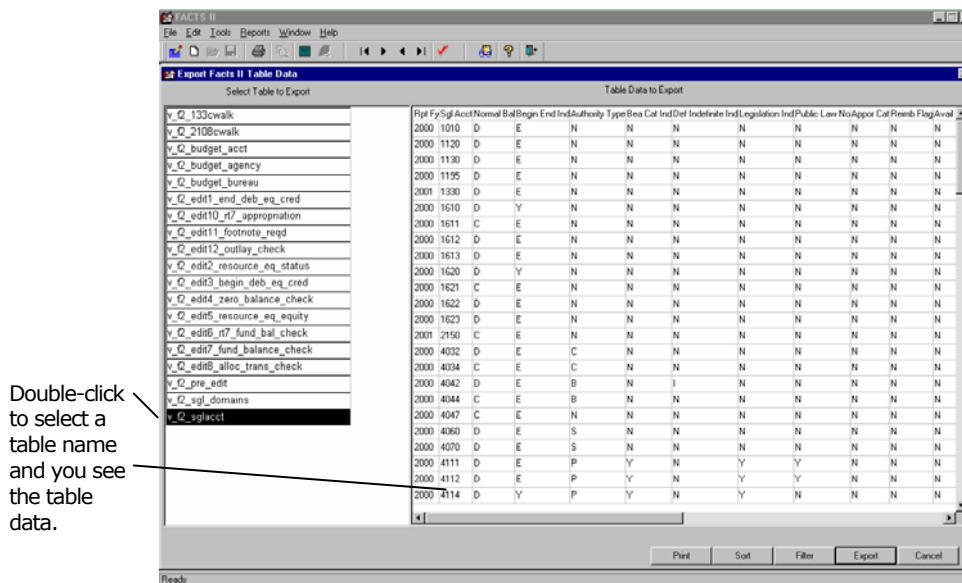 FACTS II
File Edit Tools Reports Window Help
Export Facts II Table Data
Select Table to Export
Table Data to Export
v_f2_133cwalk
v_f2_2108cwalk
v_f2_budget_acct
v_f2_budget_agency
v_f2_budget_bureau
v_f2_edit1_end_deb_eq_cred
v_f2_edit10_rt7_appropriation
v_f2_edit11_footnote_reqd
v_f2_edit12_outlay_check
v_f2_edit2_resource_eq_status
v_f2_edit3_begin_deb_eq_cred
v_f2_edit4_zero_balance_check
v_f2_edit5_resource_eq_equity
v_f2_edit6_rt7_fund_bal_check
v_f2_edit7_fund_balance_check
v_f2_edit8_alloc_trans_check
v_f2_pre_edit
v_f2_sgl_domains
v_f2_sglacct
Rpt Fy Sgl Acct Normal Bal Begin End Ind Authority Type Bea Cat Ind Def Indefinite Ind Legislation Ind Public Law No Appor Cat Reimb Flag Avail
2000 1010 D E N N N N N N N N
2000 1120 D E N N N N N N N N
2000 1130 D E N N N N N N N N
2000 1195 D E N N N N N N N N
2001 1330 D E N N N N N N N N
2000 1610 D Y N N N N N N N N
2000 1611 C E N N N N N N N N
2000 1612 D E N N N N N N N N
2000 1613 D E N N N N N N N N
2000 1620 D Y N N N N N N N N
2000 1621 C E N N N N N N N N
2000 1622 D E N N N N N N N N
2000 1623 D E N N N N N N N N
2001 2150 C E N N N N N N N N
2000 4032 D E C N N N N N N N
2000 4034 C E C N N N N N N N
2000 4042 D E B N I N N N N N
2000 4044 C E B N N N N N N N
2000 4047 C E N N N N N N N N
2000 4060 D E S N N N N N N N
2000 4070 D E S N N N N N N N
2000 4111 D E P Y N Y Y N N N
2000 4112 D E P Y N Y Y N N N
2000 4114 D Y P Y N Y N N N N
Print Sort Filter Export Cancel
Ready
Double-click
to select a
table name
and you see
the table
data.